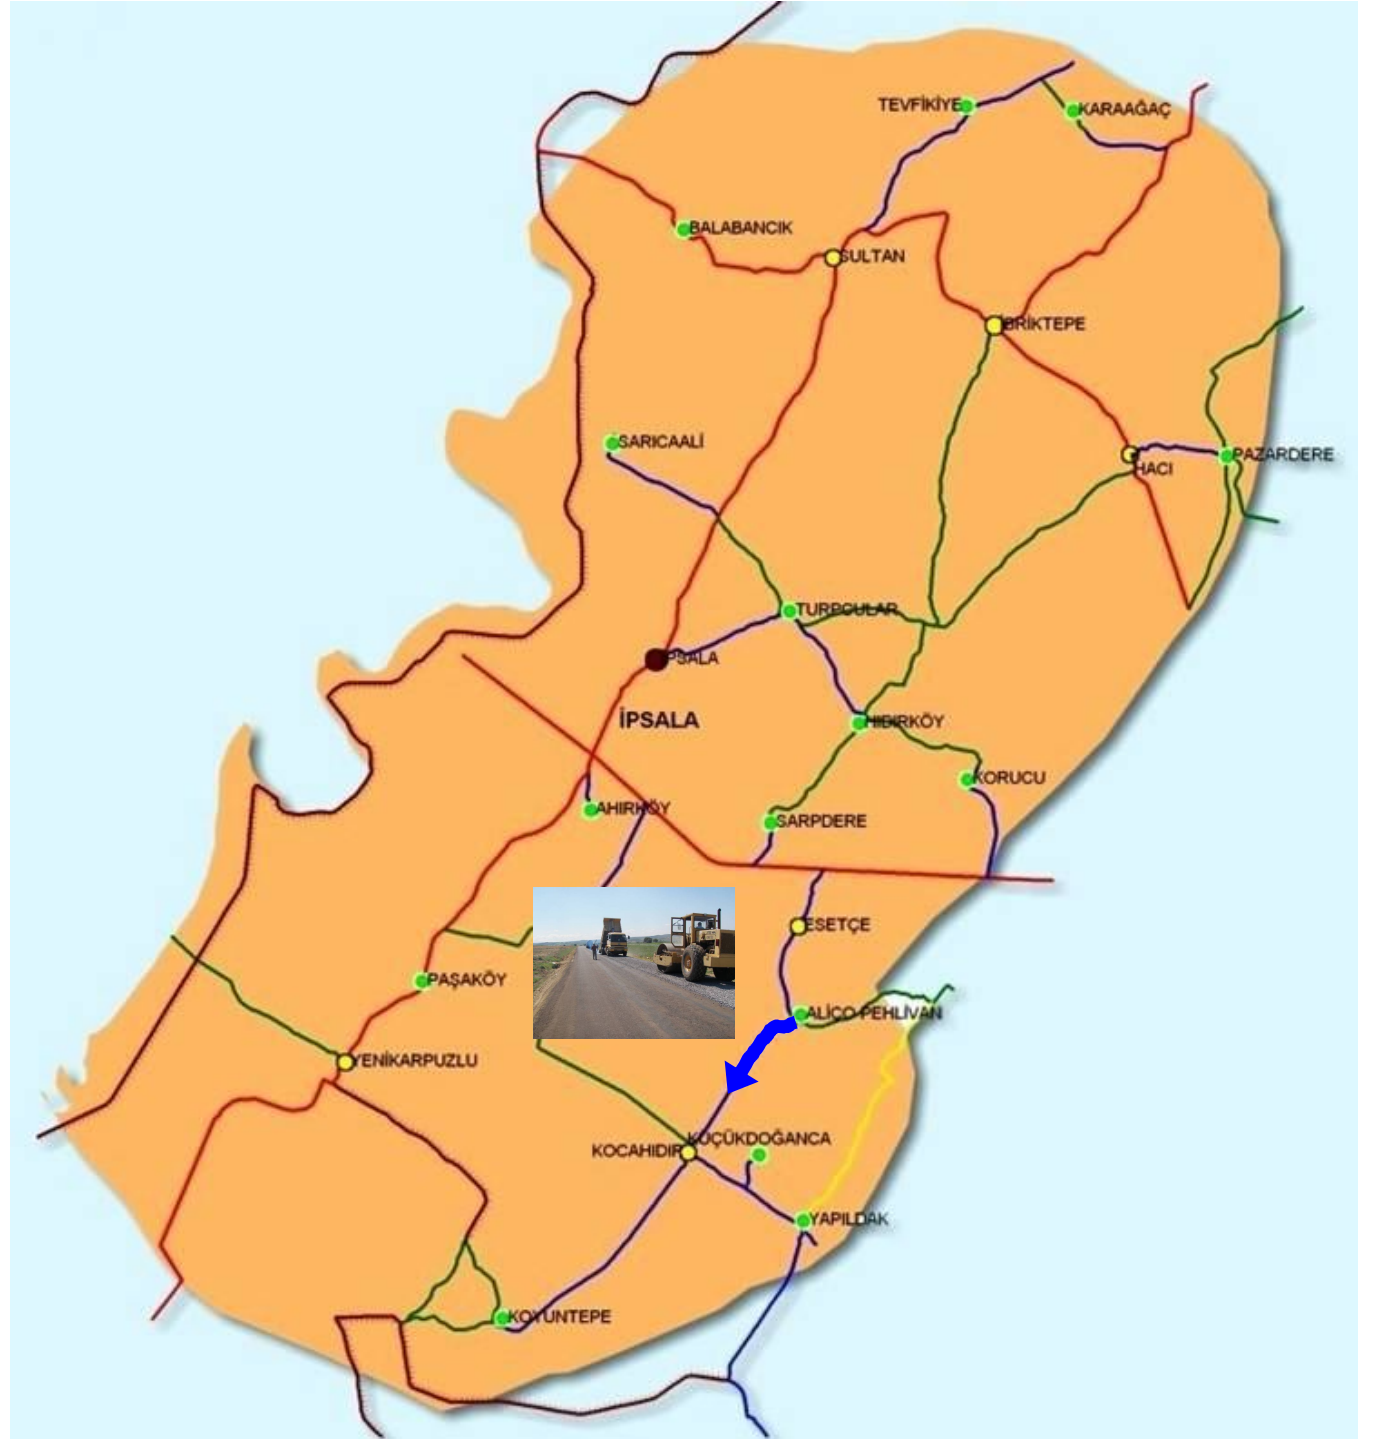 TEVFİKİYE
KARAAĞAÇ
BALABANCIK
SULTAN
İBRİKTEPE
SARICAALİ
HACI
PAZARDERE
TURPÇULAR
İPSALA
İPSALA
HIDIRKÖY
KORUCU
AHIRKÖY
SARPDERE
ESETÇE
PAŞAKÖY
ALİÇO PEHLİVAN
YENİKARPUZLU
KÜÇÜKDOĞANCA
KOCAHIDIR
YAPILDAK
KOYUNTEPE